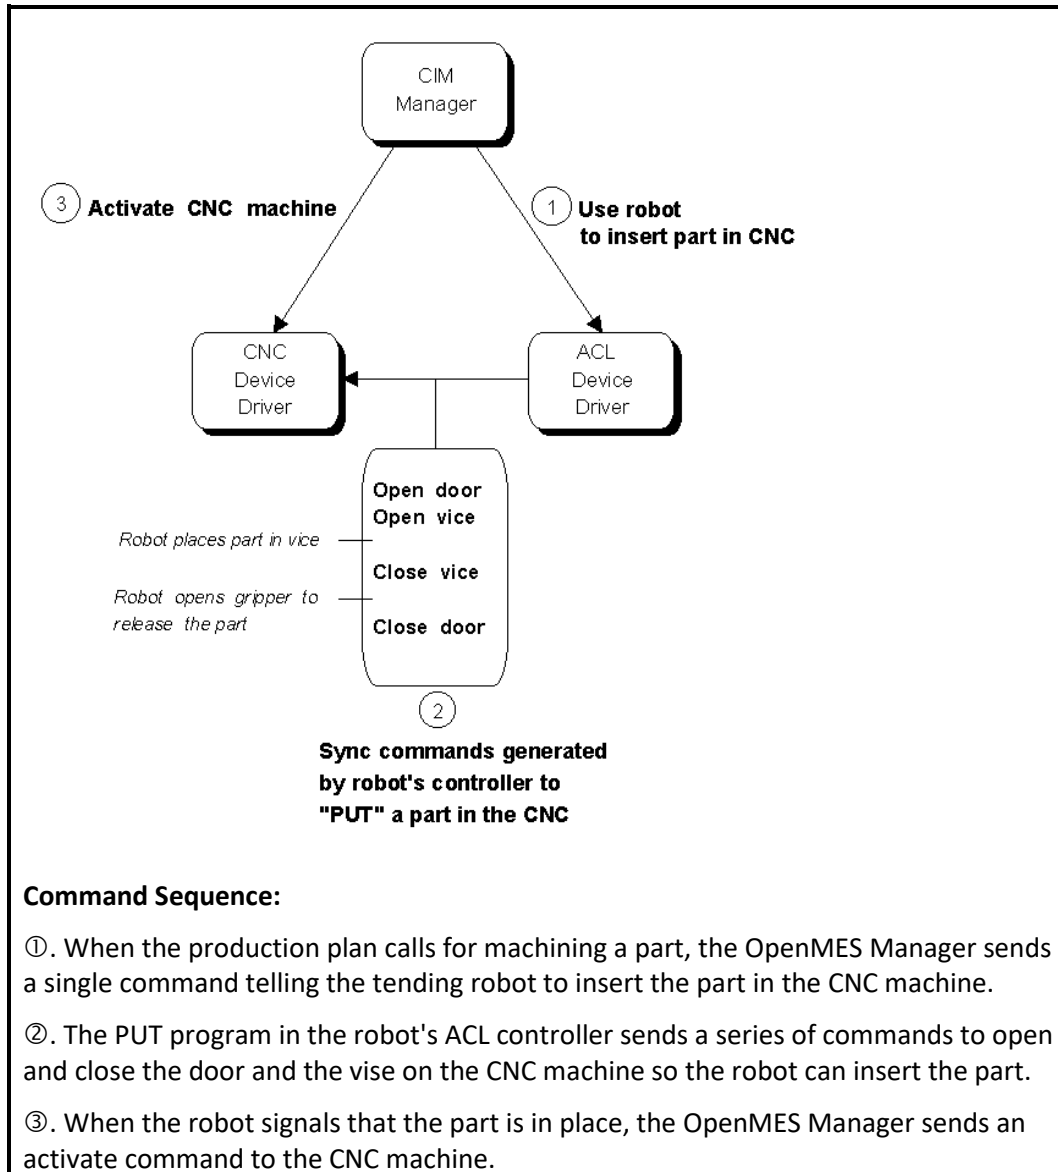 CIM
Manager
3 Activate CNC machine
1 Use robot
to insert part in CNC
CNC
Device
Driver
ACL
Device
Driver
Open door
Open vice
Robot places part in vice
Close vice
Robot opens gripper to
release the part
Close door
2
Sync commands generated
by robot's controller to
"PUT" a part in the CNC
Command Sequence:
①. When the production plan calls for machining a part, the OpenMES Manager sends
a single command telling the tending robot to insert the part in the CNC machine.
②. The PUT program in the robot's ACL controller sends a series of commands to open
and close the door and the vise on the CNC machine so the robot can insert the part.
③. When the robot signals that the part is in place, the OpenMES Manager sends an
activate command to the CNC machine.